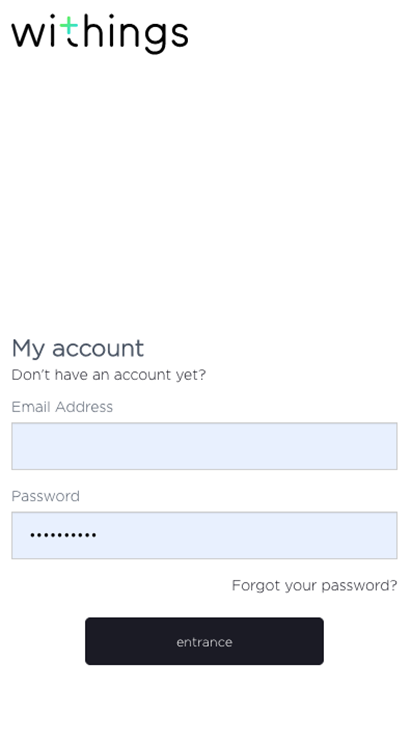 withings
My account
Don't have an account yet?
Email Address
Password
••••••••••
Forgot your password?
entrance